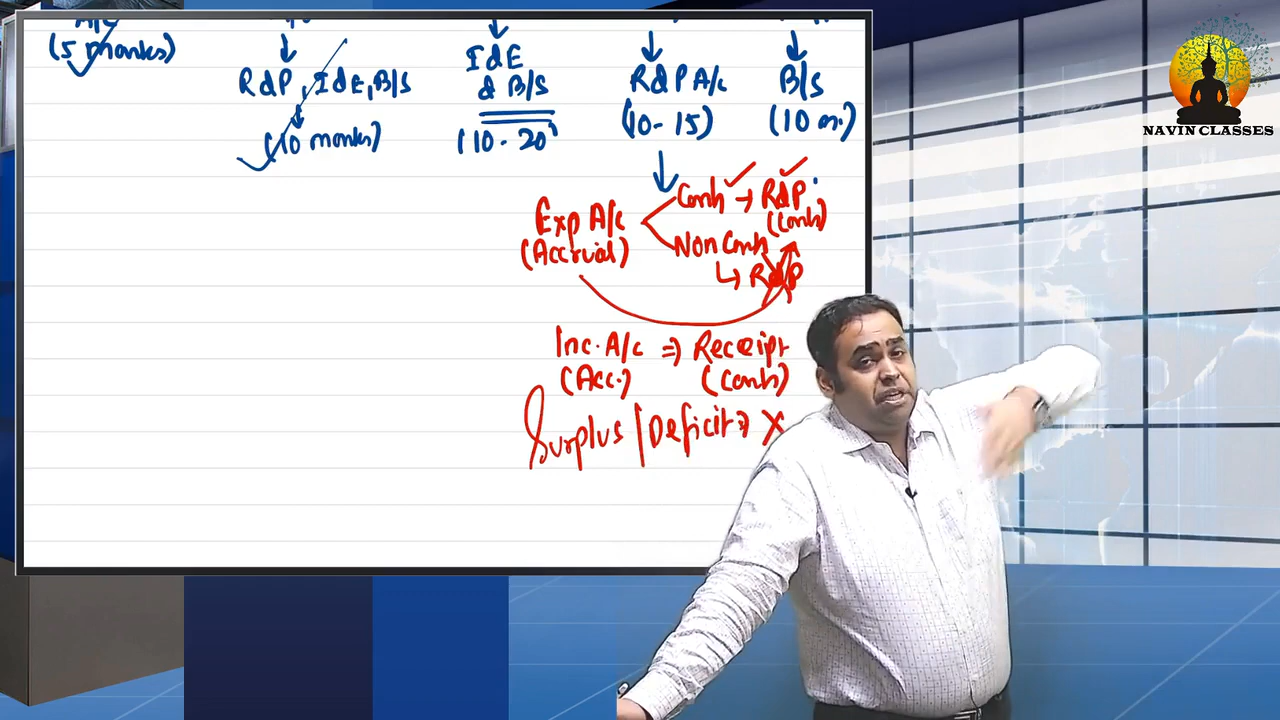 A/C
(5 marks)
R & P, I & E, B/S
(10 marks)
I & E
& B/S
(10 - 20
R & P A/c
(10 - 15)
B/S
(10 m.)
Exp A/c
(Accrual)
Cash → R & P
(Cash)
Non Cash
↳ R & P
Inc. A/c ⇒ Receipt
(Acc.) (Cash)
Surplus / Deficit ⇒ X
NAVIN CLASSES